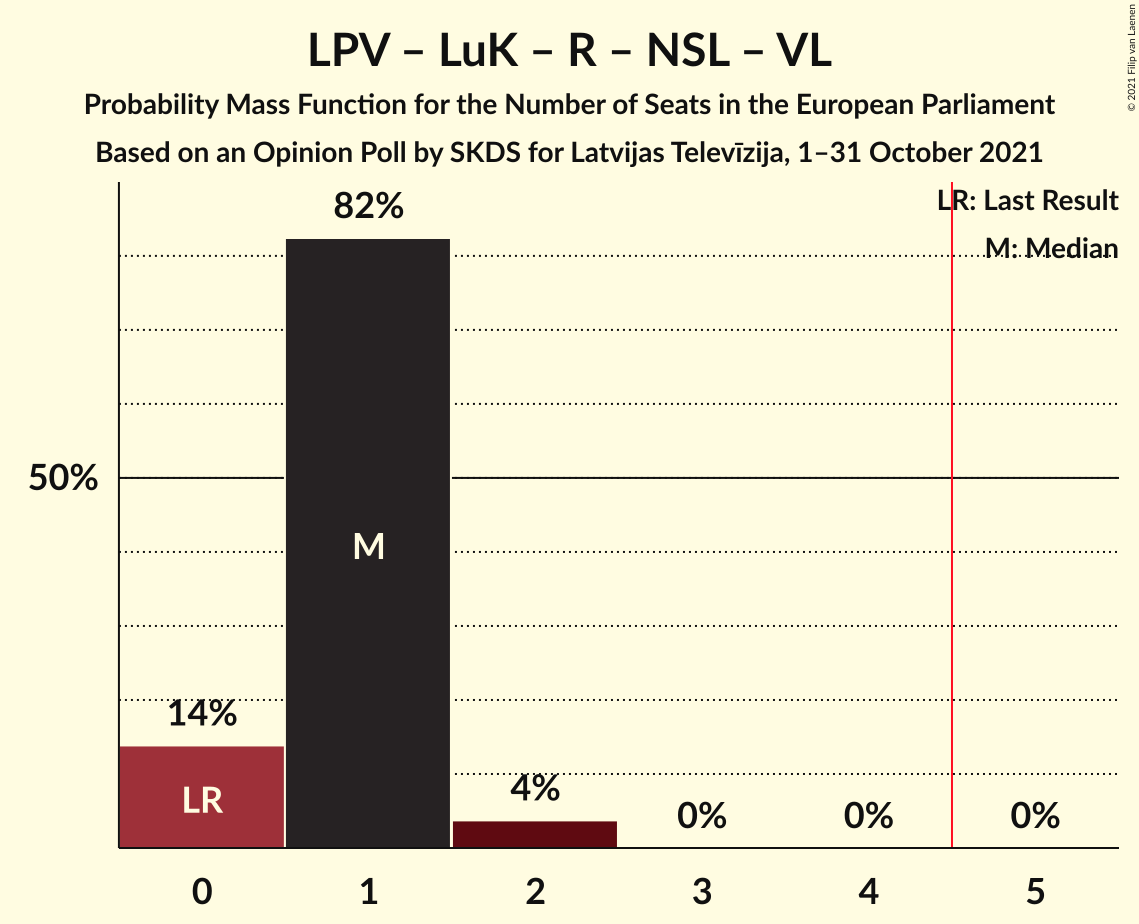 LPV – LuK – R – NSL – VL
Probability Mass Function for the Number of Seats in the European Parliament
Based on an Opinion Poll by SKDS for Latvijas Televīzija, 1–31 October 2021
© 2021 Filip van Laenen
LR: Last Result
M: Median
82%
50%
M
14%
LR
4%
0%
0%
0%
0
1
2
3
4
5